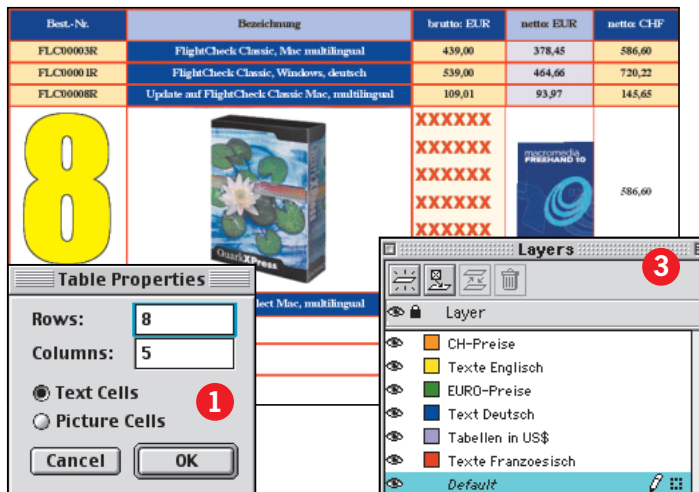 Best.-Nr. Bezeichnung brutto: EUR netto: EUR netto: CHF
FLC00003R FlightCheck Classic, Mac multilingual 439,00 378,45 586,60
FLC00001R FlightCheck Classic, Windows, deutsch 539,00 464,66 720,22
FLC00008R Update auf FlightCheck Classic Mac, multilingual 109,01 93,97 145,65
8
QuarkXPress
XXXXXX
XXXXXX
XXXXXX
XXXXXX
XXXXXX
macromedia
FREEHAND 10
586,60
lect Mac, multilingual
Table Properties
Rows: 8
Columns: 5
Text Cells
Picture Cells
1
Cancel OK
Layers
3
Layer
CH-Preise
Texte Englisch
EURO-Preise
Text Deutsch
Tabellen in US$
Texte Franzoesisch
Default